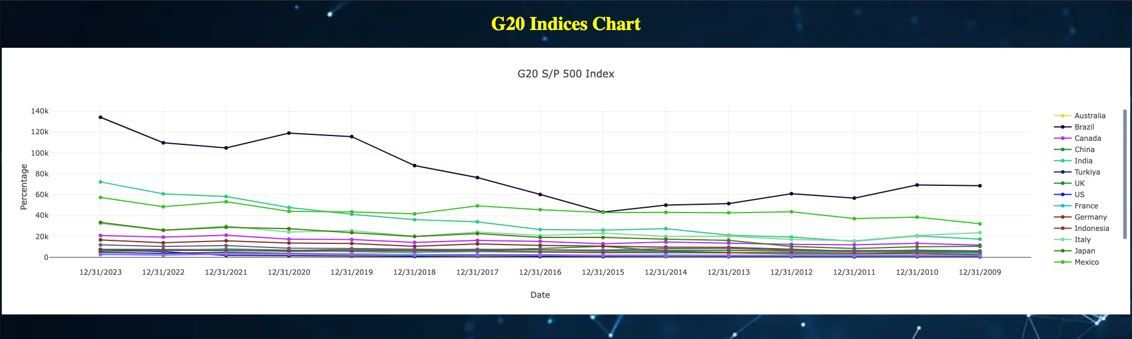 G20 Indices Chart
G20 S/P 500 Index
140k
120k
100k
80k
60k
40k
20k
0
Percentage
12/31/2023
12/31/2022
12/31/2021
12/31/2020
12/31/2019
12/31/2018
12/31/2017
12/31/2016
12/31/2015
12/31/2014
12/31/2013
12/31/2012
12/31/2011
12/31/2010
12/31/2009
Date
Australia
Brazil
Canada
China
India
Turkiya
UK
US
France
Germany
Indonesia
Italy
Japan
Mexico